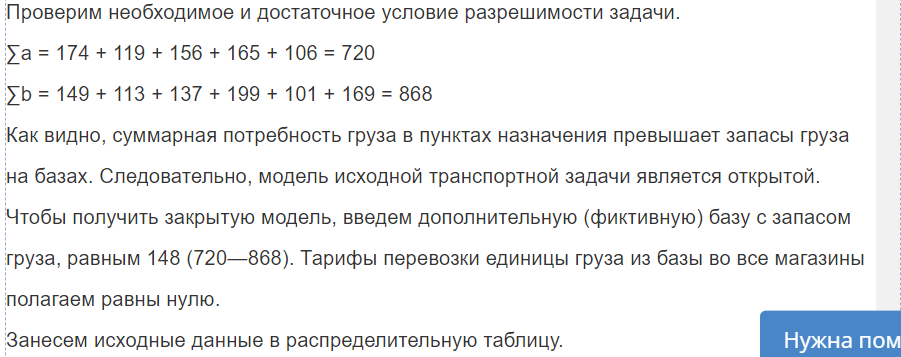 Проверим необходимое и достаточное условие разрешимости задачи.
∑a = 174 + 119 + 156 + 165 + 106 = 720
∑b = 149 + 113 + 137 + 199 + 101 + 169 = 868
Как видно, суммарная потребность груза в пунктах назначения превышает запасы груза
на базах. Следовательно, модель исходной транспортной задачи является открытой.
Чтобы получить закрытую модель, введем дополнительную (фиктивную) базу с запасом
груза, равным 148 (720—868). Тарифы перевозки единицы груза из базы во все магазины
полагаем равны нулю.
Занесем исходные данные в распределительную таблицу.
Нужна пом